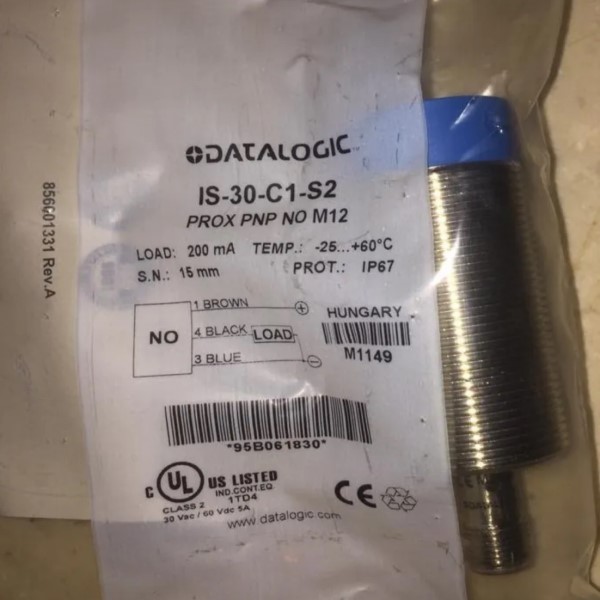 DATALOGIC
IS-30-C1-S2
PROX PNP NO M12
LOAD: 200 mA TEMP.: -25...+60°C
S.N.: 15 mm PROT.: IP67
1 BROWN +
NO 4 BLACK LOAD
3 BLUE -
HUNGARY
M1149
*95B061830*
C UL US LISTED
IND.CONT.EQ.
1TD4
CLASS 2
30 Vac / 60 Vdc 5A
CE
www.datalogic.com
856001331 Rev.A